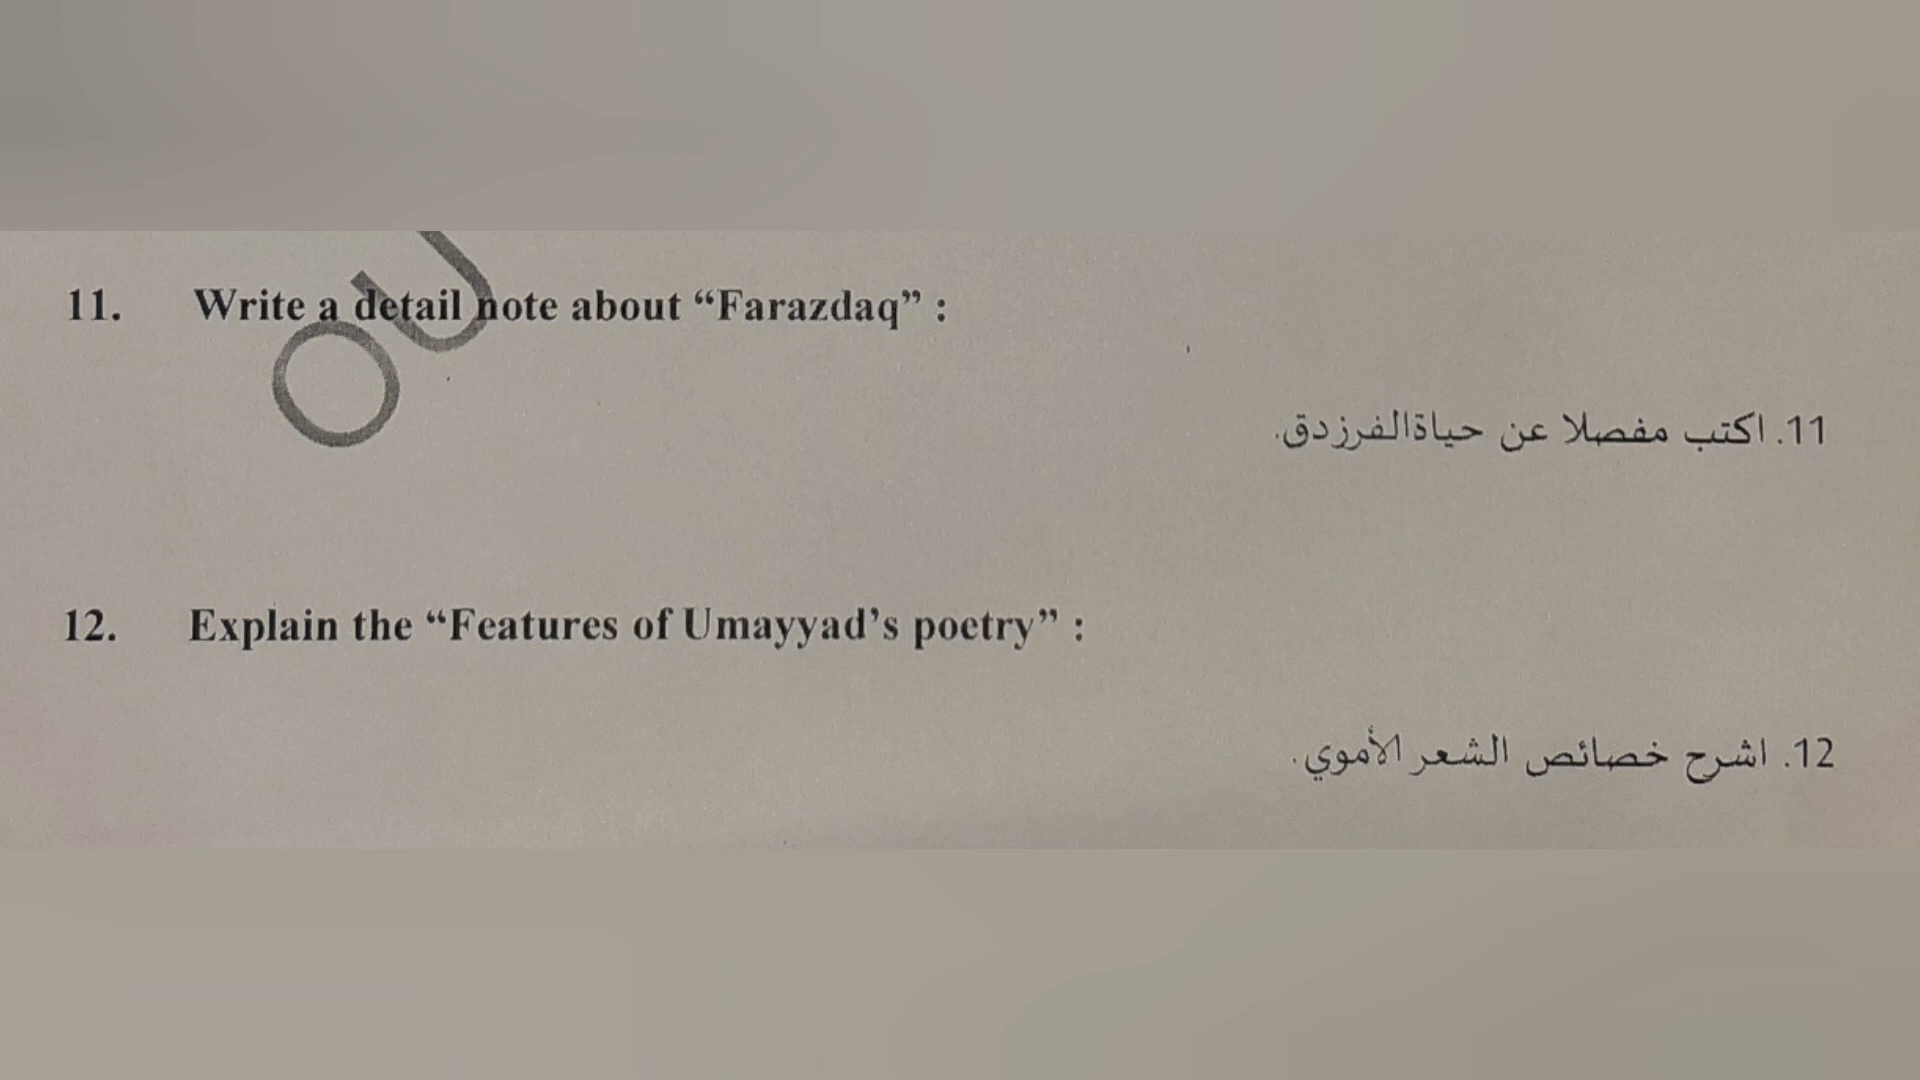 OU
11. Write a detail note about “Farazdaq” :
11. اكتب مفصلا عن حياةالفرزدق.
12. Explain the “Features of Umayyad’s poetry” :
12. اشرح خصائص الشعر الأموي.